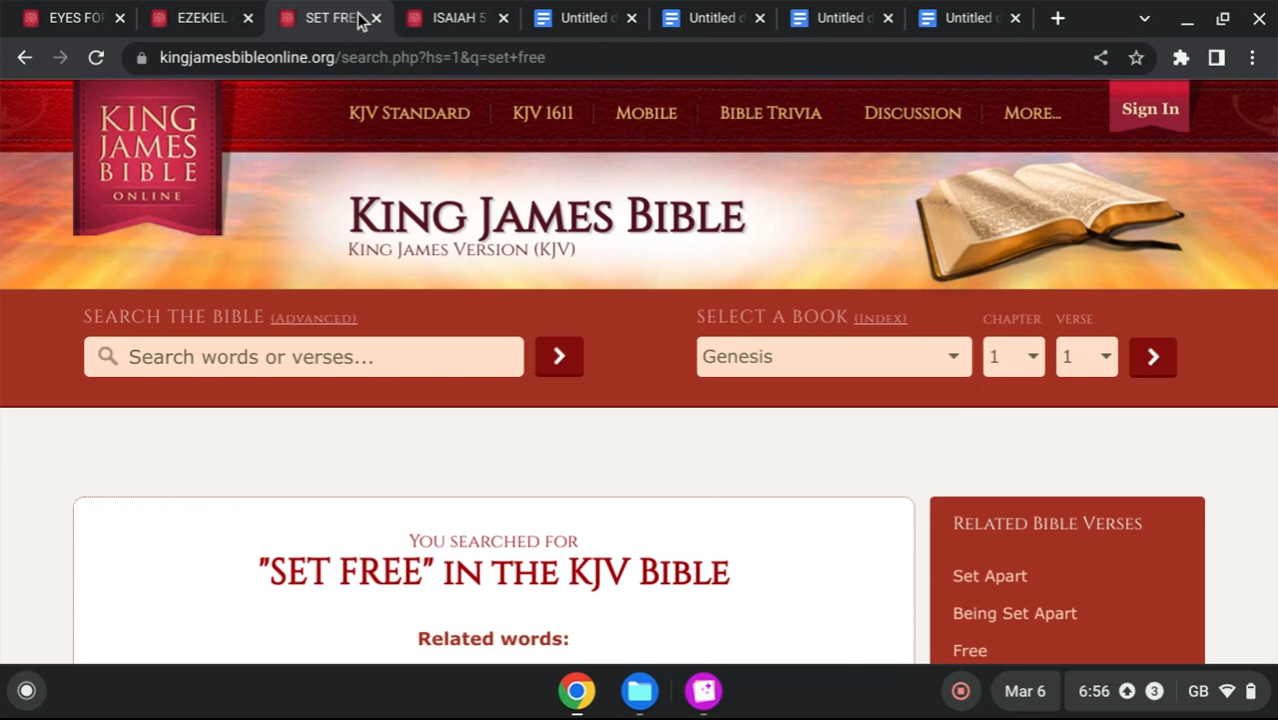 EYES FO
EZEKIEL
SET FRE
ISAIAH 5
Untitled d
Untitled d
Untitled d
Untitled d
kingjamesbibleonline.org/search.php?hs=1&q=set+free
KING
JAMES
BIBLE
ONLINE
KJV STANDARD
KJV 1611
MOBILE
BIBLE TRIVIA
DISCUSSION
MORE...
Sign In
KING JAMES BIBLE
KING JAMES VERSION (KJV)
SEARCH THE BIBLE (ADVANCED)
SELECT A BOOK (INDEX)
CHAPTER
VERSE
Search words or verses...
Genesis
1
1
YOU SEARCHED FOR
"SET FREE" IN THE KJV BIBLE
Related words:
RELATED BIBLE VERSES
Set Apart
Being Set Apart
Free
Mar 6
6:56
3
GB